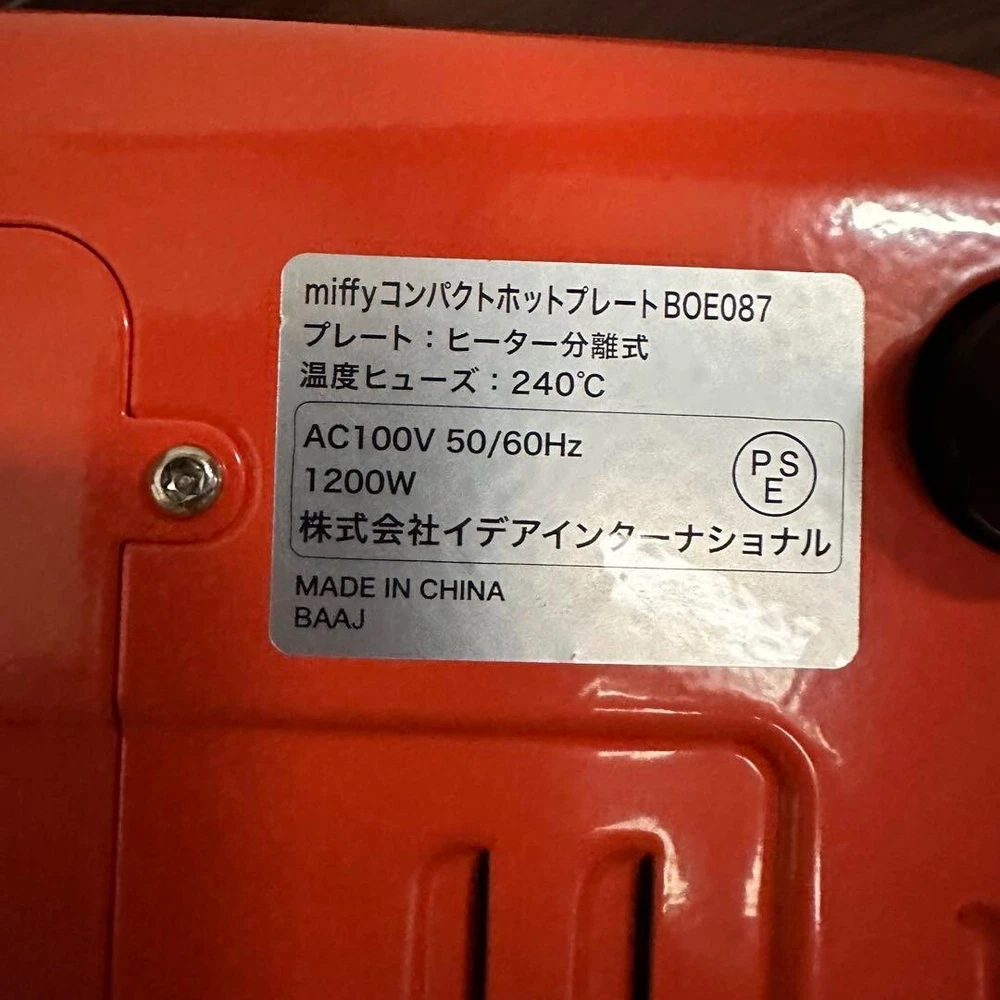 miffyコンパクトホットプレートBOE087
プレート：ヒーター分離式
温度ヒューズ：240℃
AC100V 50/60Hz
1200W
PSE
株式会社イデアインターナショナル
MADE IN CHINA
BAAJ